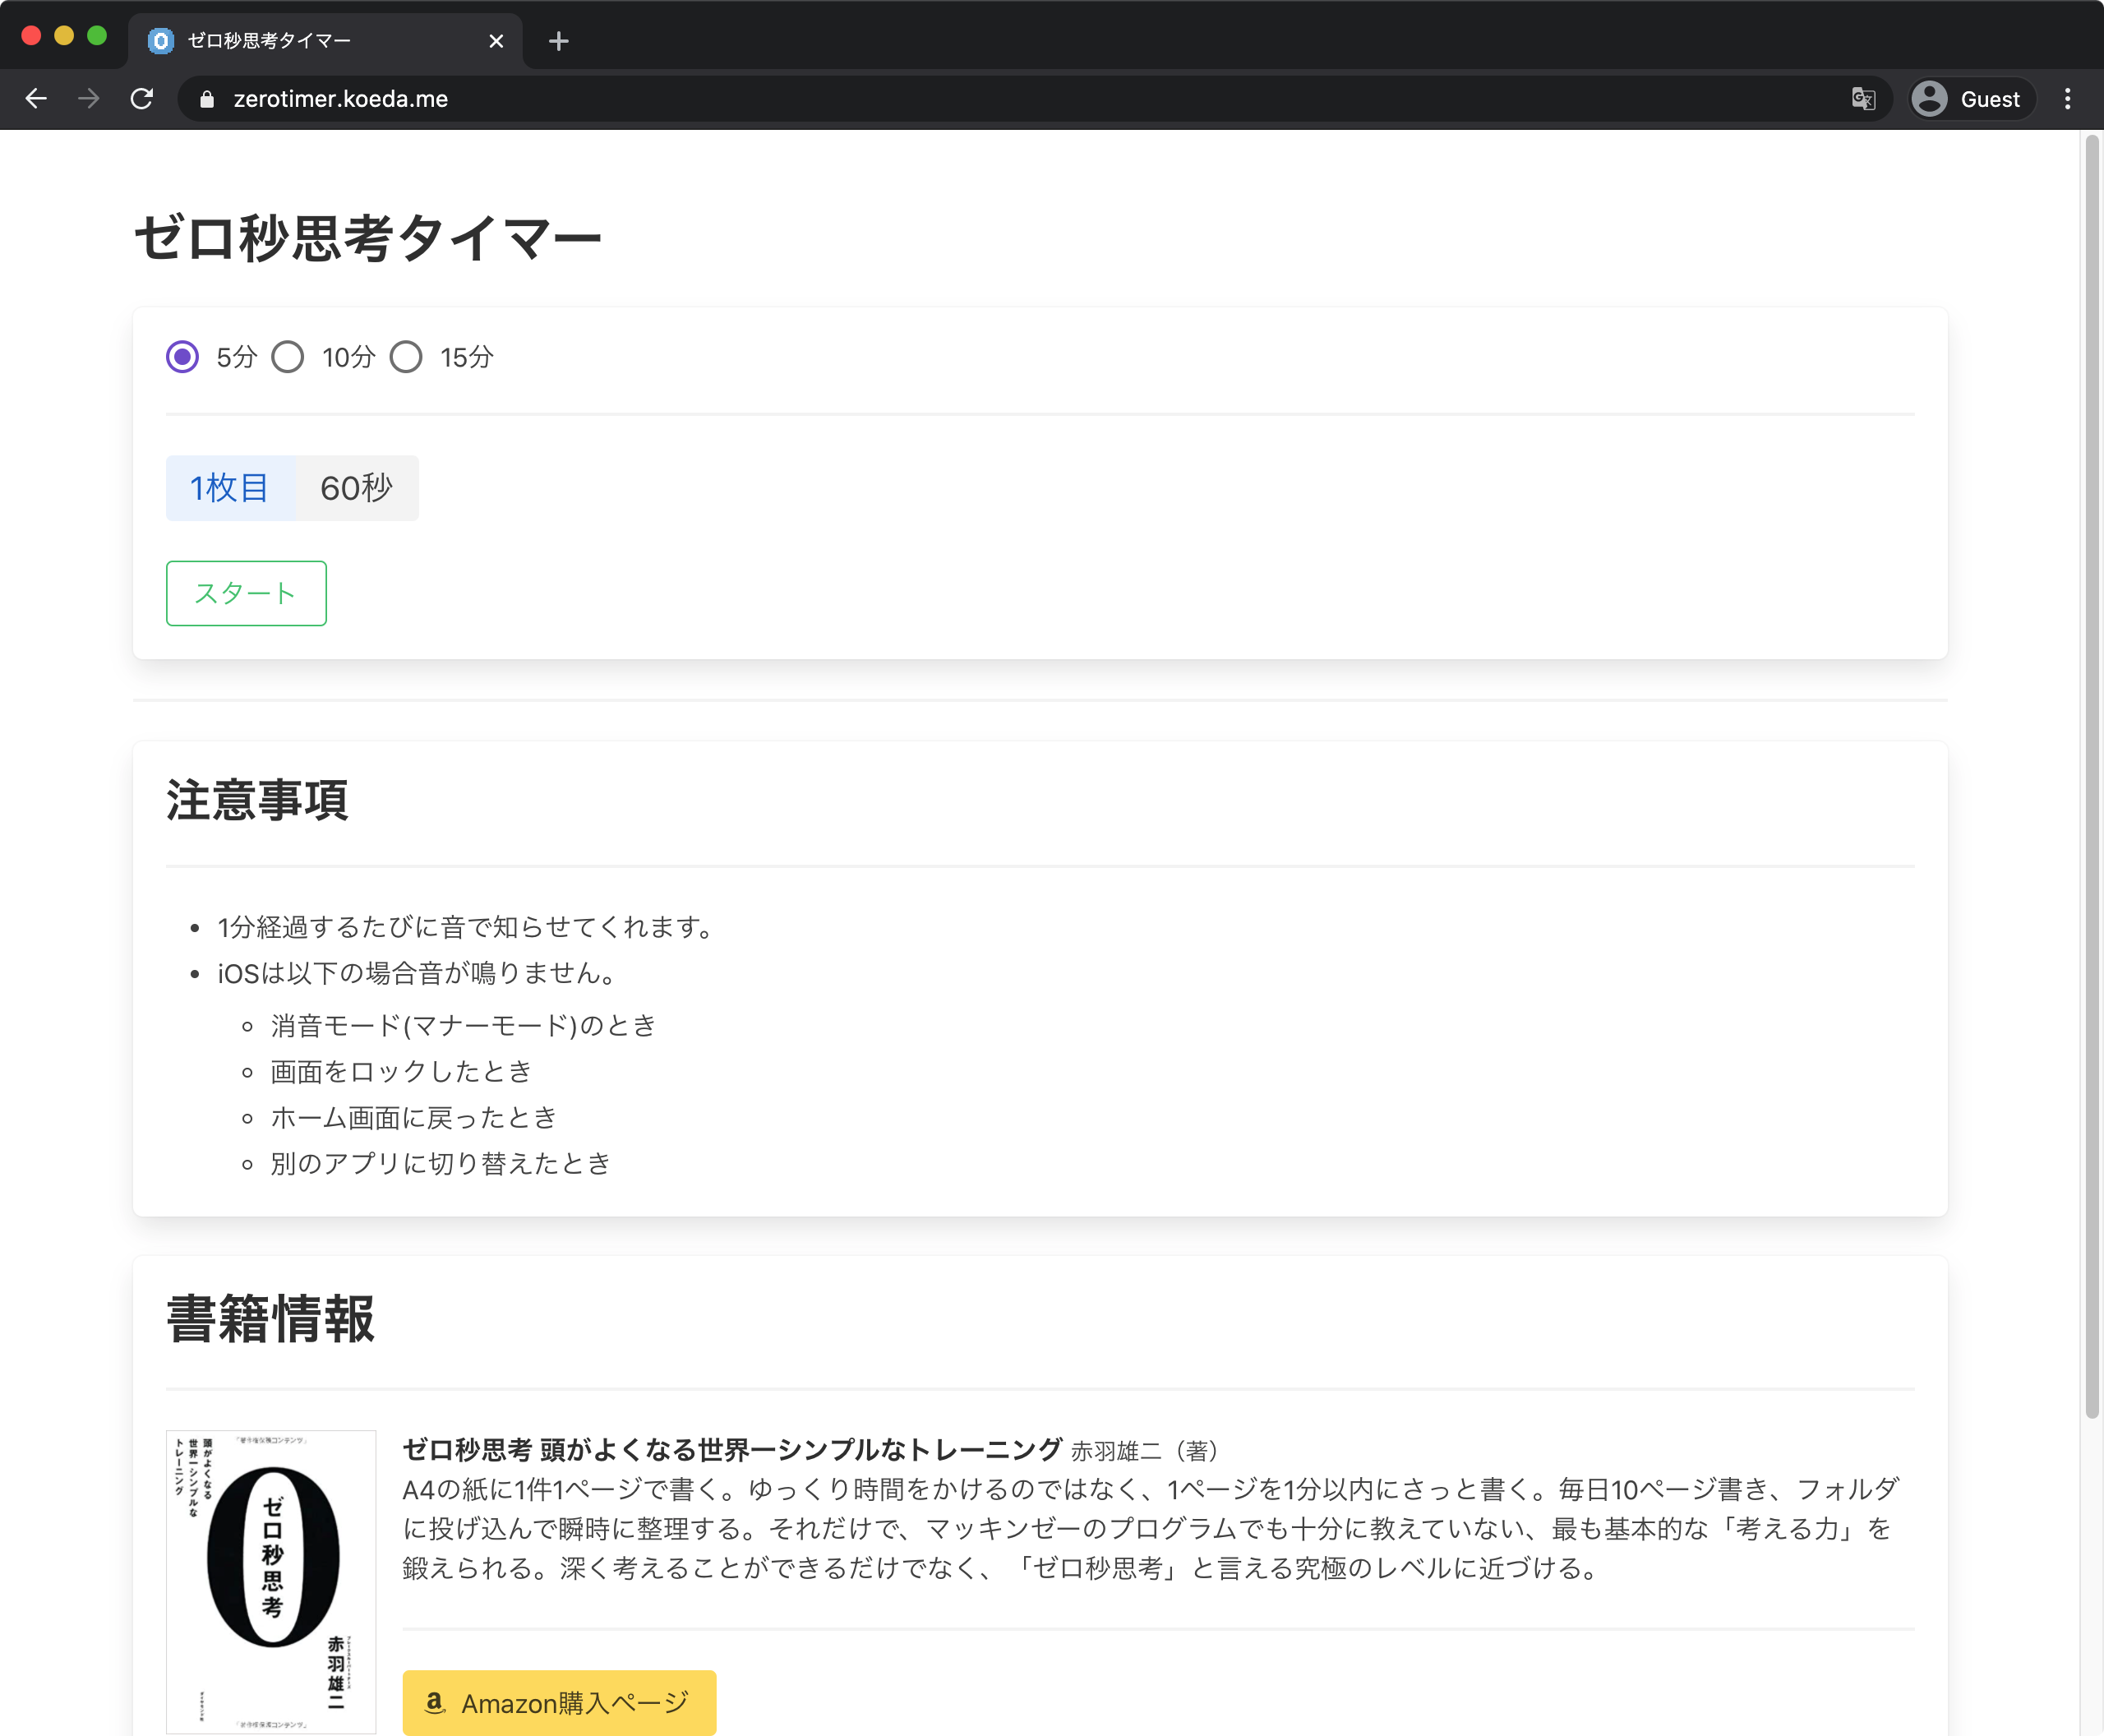 ゼロ秒思考タイマー
zerotimer.koeda.me
Guest
ゼロ秒思考タイマー
5分 10分 15分
1枚目 60秒
スタート
注意事項
1分経過するたびに音で知らせてくれます。
iOSは以下の場合音が鳴りません。
消音モード(マナーモード)のとき
画面をロックしたとき
ホーム画面に戻ったとき
別のアプリに切り替えたとき
書籍情報
頭がよくなる
世界一シンプルな
トレーニング
ゼロ秒思考
赤羽雄二
ゼロ秒思考 頭がよくなる世界一シンプルなトレーニング 赤羽雄二（著）
A4の紙に1件1ページで書く。ゆっくり時間をかけるのではなく、1ページを1分以内にさっと書く。毎日10ページ書き、フォルダ
に投げ込んで瞬時に整理する。それだけで、マッキンゼーのプログラムでも十分に教えていない、最も基本的な「考える力」を
鍛えられる。深く考えることができるだけでなく、「ゼロ秒思考」と言える究極のレベルに近づける。
Amazon購入ページ